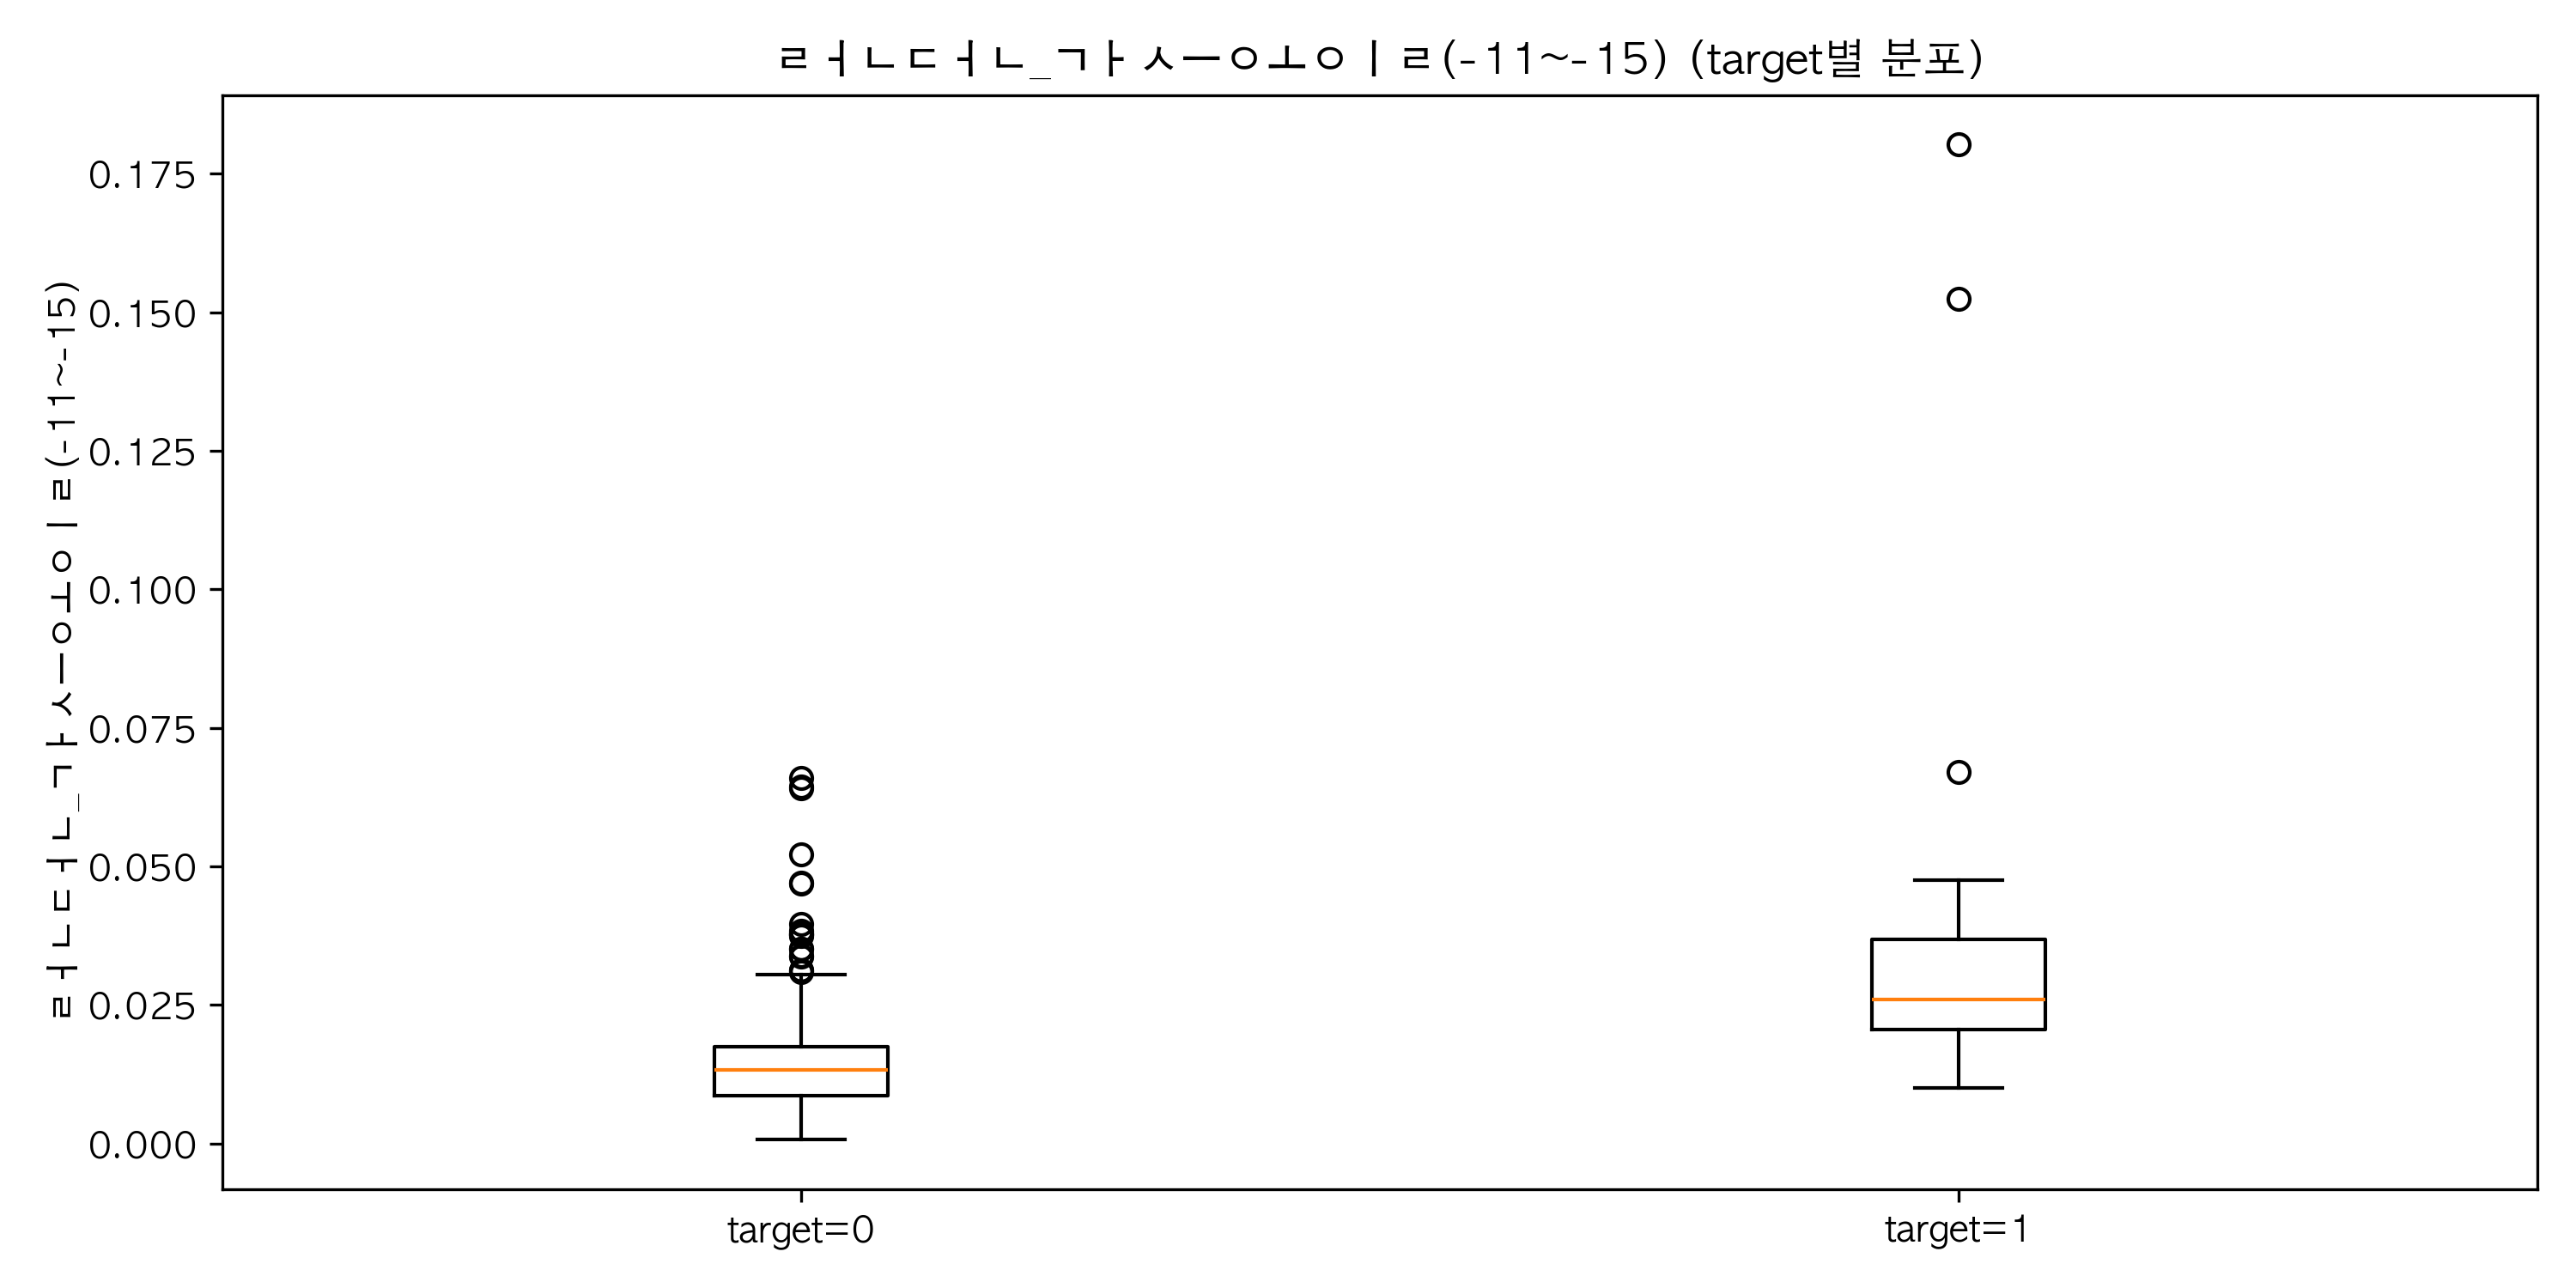 ㄹㅓㄴㄷㅓㄴ_ㄱㅏㅅㅡㅇㅗㅇㅣㄹ(-11~-15) (target별 분포)
ㄹㅓㄴㄷㅓㄴ_ㄱㅏㅅㅡㅇㅗㅇㅣㄹ(-11~-15)
0.175
0.150
0.125
0.100
0.075
0.050
0.025
0.000
target=0
target=1